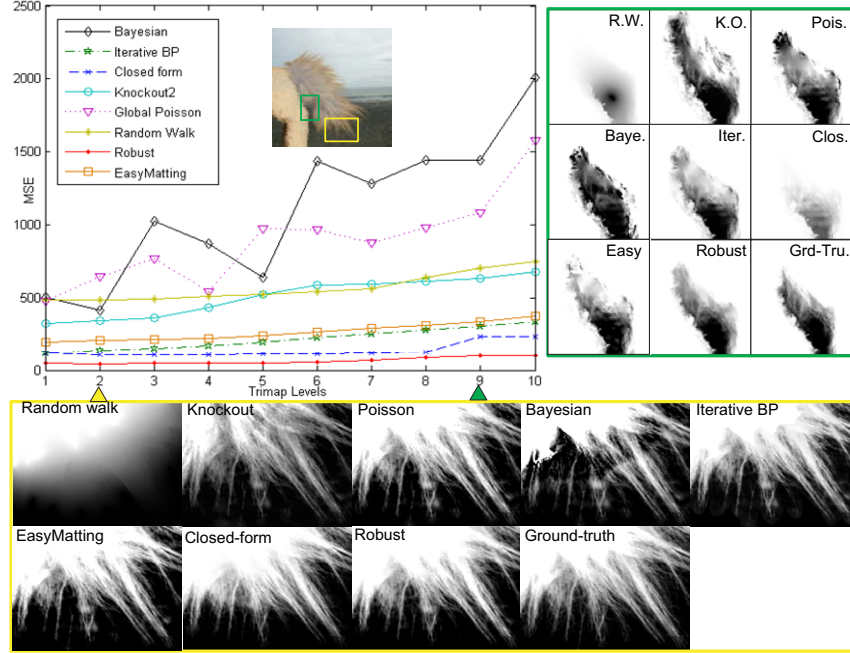 2500
2000
1500
1000
500
0
MSE
Bayesian
Iterative BP
Closed form
Knockout2
Global Poisson
Random Walk
Robust
EasyMatting
1 2 3 4 5 6 7 8 9 10
Trimap Levels
R.W. K.O. Pois.
Baye. Iter. Clos.
Easy Robust Grd-Tru.
Random walk Knockout Poisson Bayesian Iterative BP
EasyMatting Closed-form Robust Ground-truth